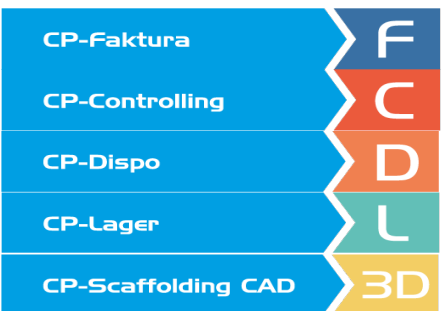 CP-Faktura F
CP-Controlling C
CP-Dispo D
CP-Lager L
CP-Scaffolding CAD 3D